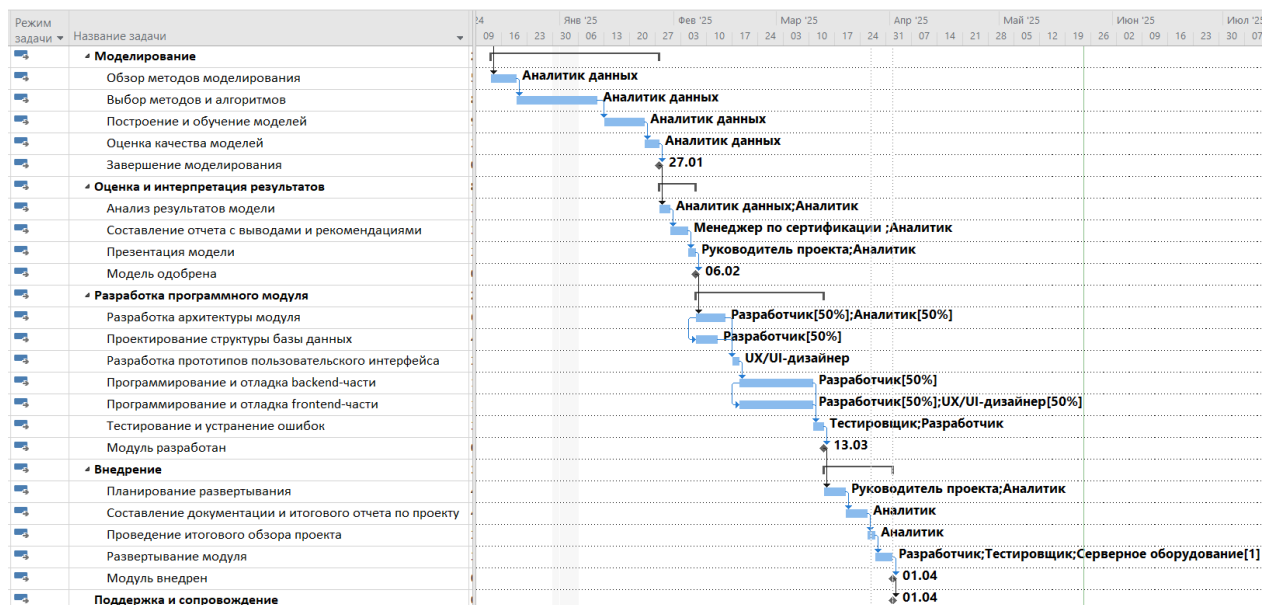 Режим задачи
Название задачи
24 Янв '25 Фев '25 Мар '25 Апр '25 Май '25 Июн '25 Июл '25
09 16 23 30 06 13 20 27 03 10 17 24 03 10 17 24 31 07 14 21 28 05 12 19 26 02 09 16 23 30 07
Моделирование
Обзор методов моделирования Аналитик данных
Выбор методов и алгоритмов Аналитик данных
Построение и обучение моделей Аналитик данных
Оценка качества моделей Аналитик данных
Завершение моделирования 27.01
Оценка и интерпретация результатов
Анализ результатов модели Аналитик данных;Аналитик
Составление отчета с выводами и рекомендациями Менеджер по сертификации ;Аналитик
Презентация модели Руководитель проекта;Аналитик
Модель одобрена 06.02
Разработка программного модуля
Разработка архитектуры модуля Разработчик[50%];Аналитик[50%]
Проектирование структуры базы данных Разработчик[50%]
Разработка прототипов пользовательского интерфейса UX/UI-дизайнер
Программирование и отладка backend-части Разработчик[50%]
Программирование и отладка frontend-части Разработчик[50%];UX/UI-дизайнер[50%]
Тестирование и устранение ошибок Тестировщик;Разработчик
Модуль разработан 13.03
Внедрение
Планирование развертывания Руководитель проекта;Аналитик
Составление документации и итогового отчета по проекту Аналитик
Проведение итогового обзора проекта Аналитик
Развертывание модуля Разработчик;Тестировщик;Серверное оборудование[1]
Модуль внедрен 01.04
Поддержка и сопровождение 01.04